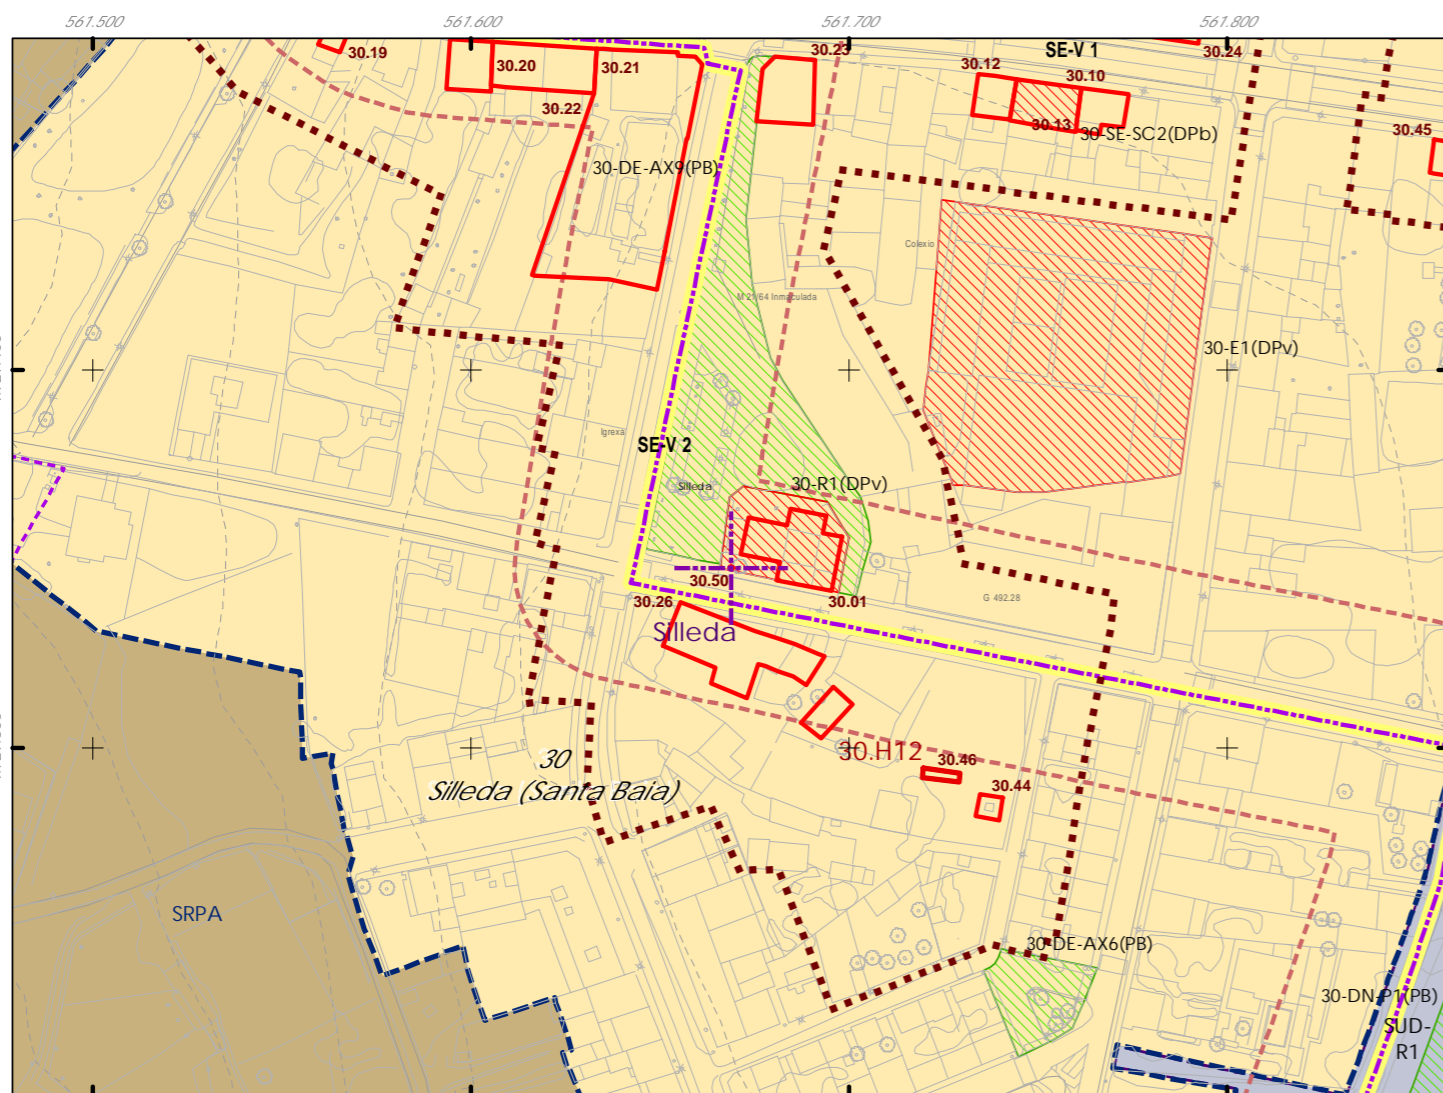 561.500
561.600
561.700
561.800
30.19
30.20
30.21
30.22
30.23
SE-V 1
30.24
30.12
30.10
30.13
30-SE-SC2(DPb)
30.45
30-DE-AX9(PB)
Colexio
M 21/64 Inmaculada
30-E1(DPv)
Igrexa
SE-V 2
Silleda
30-R1(DPv)
30.50
30.26
30.01
G 492.28
Silleda
30.H12
30
Silleda (Santa Baia)
30.46
30.44
SRPA
30-DE-AX6(PB)
30-DN-P1(PB)
SUD-
R1